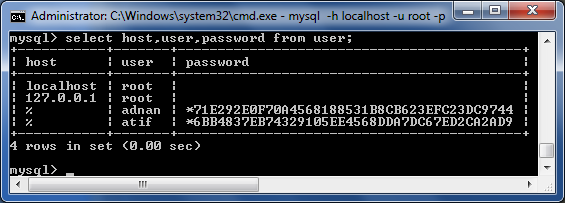 Administrator: C:\Windows\system32\cmd.exe - mysql -h localhost -u root -p
mysql> select host,user,password from user;
+-----------+-------+-------------------------------------------+
| host      | user  | password                                  |
+-----------+-------+-------------------------------------------+
| localhost | root  |                                           |
| 127.0.0.1 | root  |                                           |
| %         | adnan | *71E292E0F70A4568188531B8CB623EFC23DC9744 |
| %         | atif  | *6BB4837EB74329105EE4568DDA7DC67ED2CA2AD9 |
+-----------+-------+-------------------------------------------+
4 rows in set (0.00 sec)
mysql> _